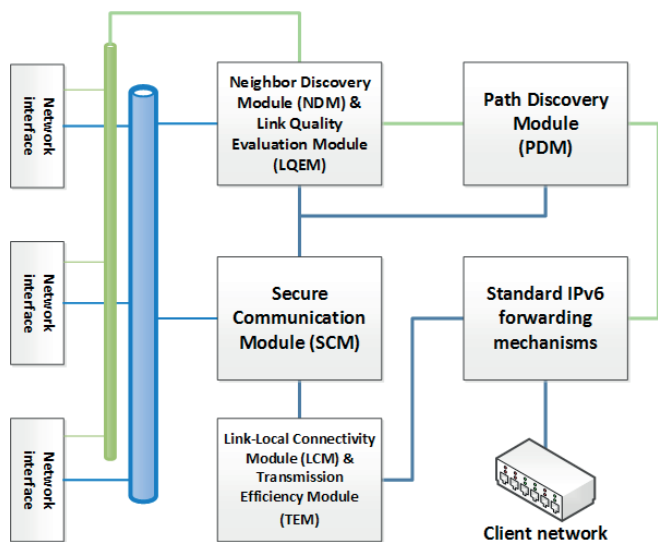 Network
interface
Neighbor Discovery
Module (NDM) &
Link Quality
Evaluation Module
(LQEM)
Path Discovery
Module
(PDM)
Network
interface
Secure
Communication
Module (SCM)
Standard IPv6
forwarding
mechanisms
Network
interface
Link-Local Connectivity
Module (LCM) &
Transmission
Efficiency Module
(TEM)
Client network